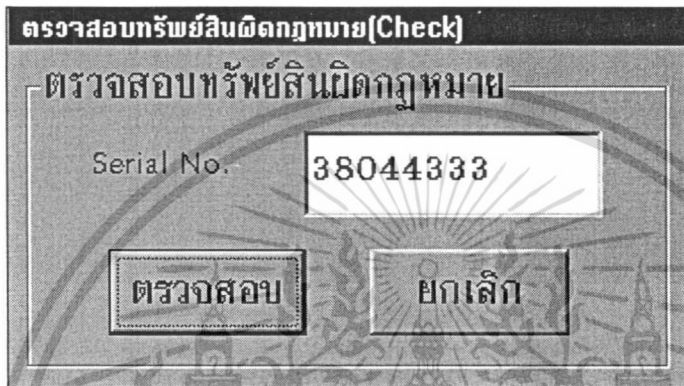 ตรวจสอบทรัพย์สินผิดกฎหมาย(Check)
ตรวจสอบทรัพย์สินผิดกฎหมาย
Serial No. 38044333
ตรวจสอบ ยกเลิก